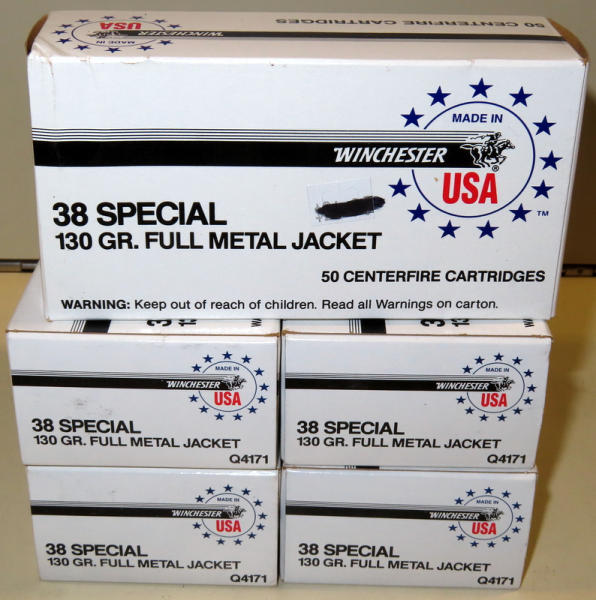 50 CENTERFIRE CARTRIDGES
WINCHESTER
MADE IN
USA
MADE IN
WINCHESTER
®
USA
TM
38 SPECIAL
130 GR. FULL METAL JACKET
50 CENTERFIRE CARTRIDGES
WARNING: Keep out of reach of children. Read all Warnings on carton.
MADE IN
WINCHESTER
USA
38 SPECIAL
130 GR. FULL METAL JACKET
Q4171
MADE IN
WINCHESTER
USA
38 SPECIAL
130 GR. FULL METAL JACKET
Q4171
MADE IN
WINCHESTER
USA
38 SPECIAL
130 GR. FULL METAL JACKET
Q4171
MADE IN
WINCHESTER
USA
38 SPECIAL
130 GR. FULL METAL JACKET
Q4171